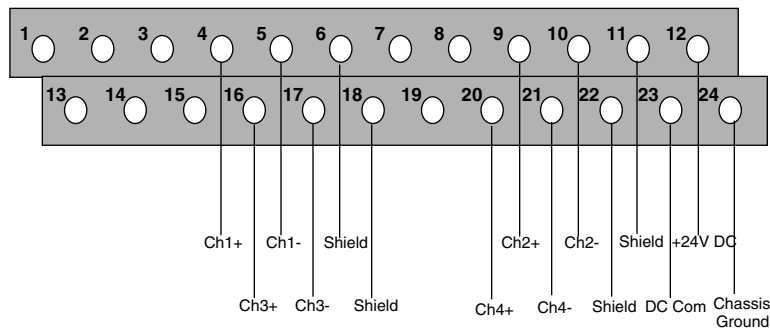 1 2 3 4 5 6 7 8 9 10 11 12
13 14 15 16 17 18 19 20 21 22 23 24
Ch1+ Ch1- Shield Ch2+ Ch2- Shield +24V DC
Ch3+ Ch3- Shield Ch4+ Ch4- Shield DC Com Chassis
Ground